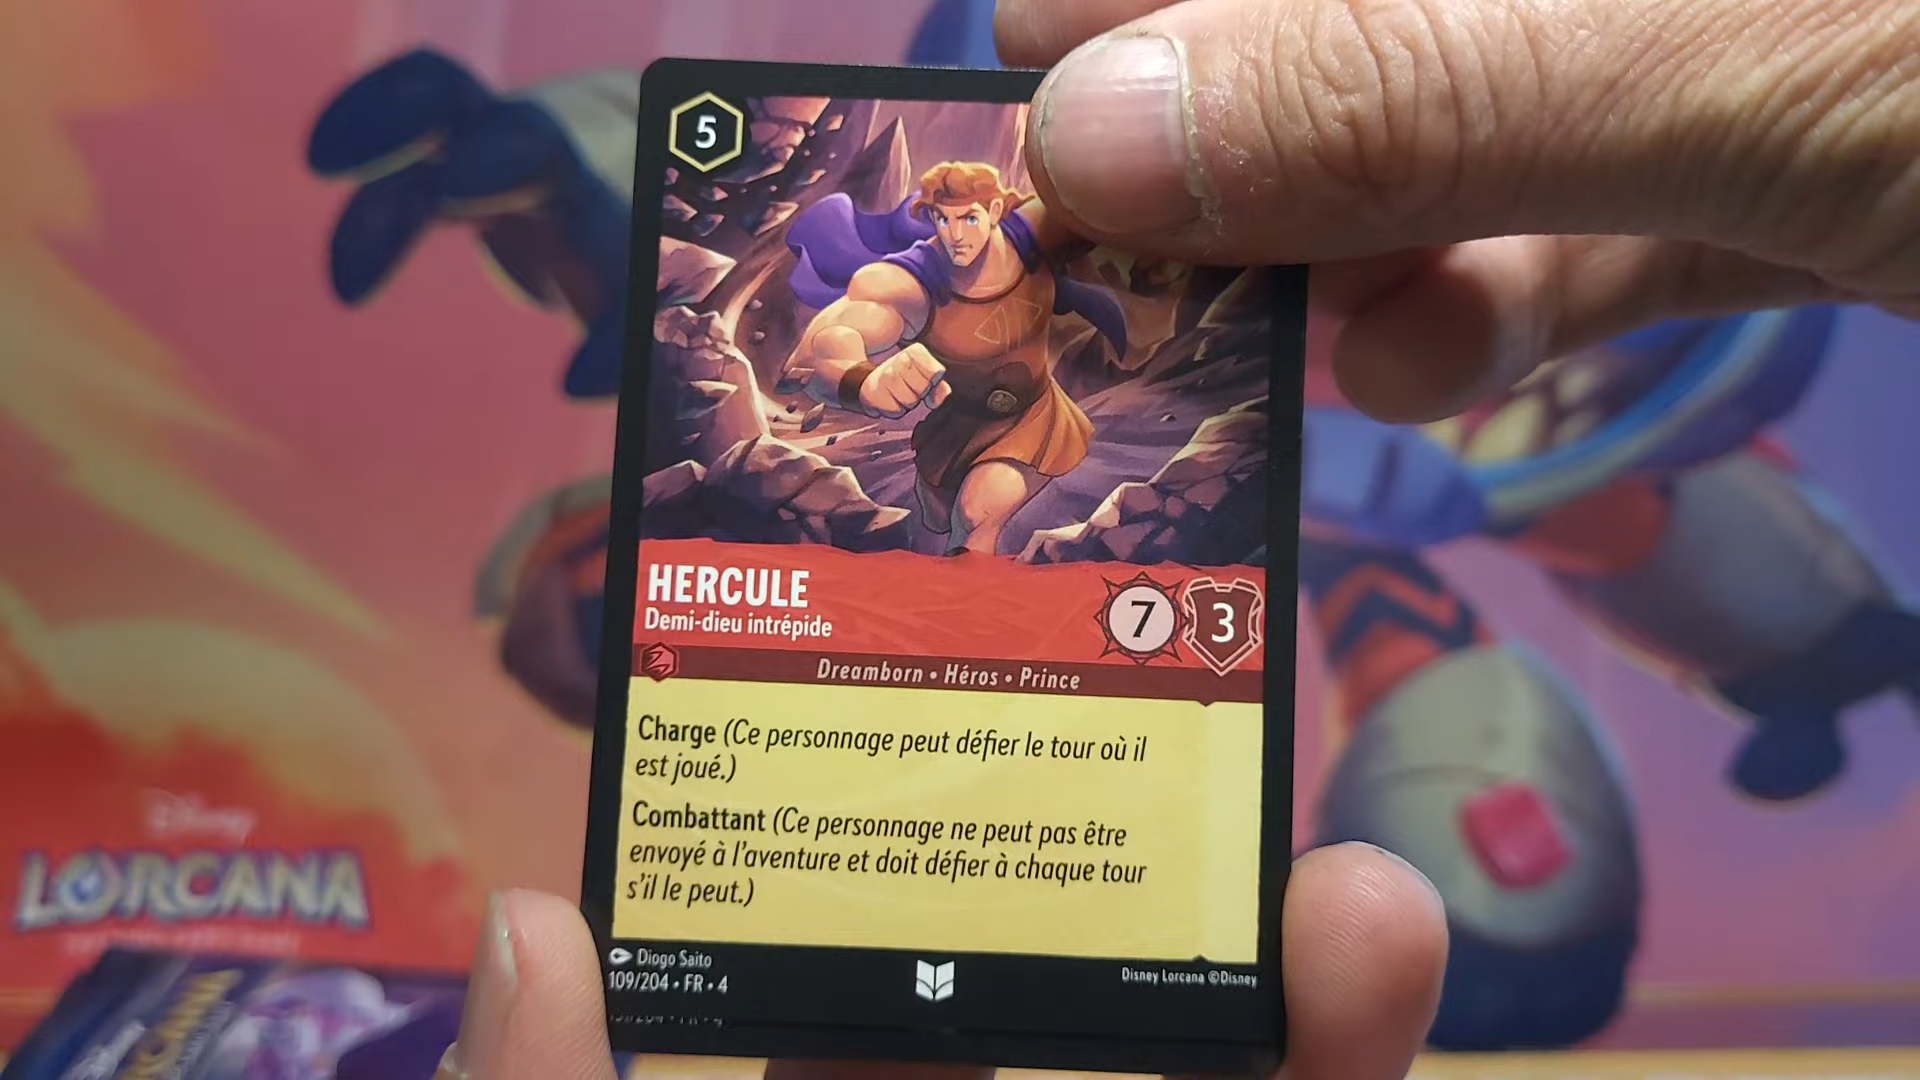 5
HERCULE
Demi-dieu intrépide
7
3
Dreamborn • Héros • Prince
Charge (Ce personnage peut défier le tour où il
est joué.)
Combattant (Ce personnage ne peut pas être
envoyé à l'aventure et doit défier à chaque tour
s'il le peut.)
Diogo Saito
109/204 • FR • 4
Disney Lorcana ©Disney
Disney
LORCANA